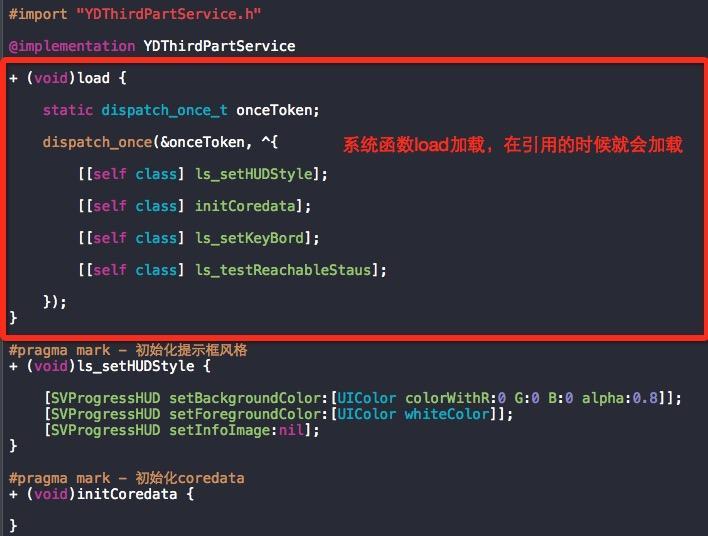 #import "YDThirdPartService.h"
@implementation YDThirdPartService
+ (void)load {
static dispatch_once_t onceToken;
dispatch_once(&onceToken, ^{
系统函数load加载，在引用的时候就会加载
[[self class] ls_setHUDStyle];
[[self class] initCoredata];
[[self class] ls_setKeyBord];
[[self class] ls_testReachableStaus];
});
}
#pragma mark - 初始化提示框风格
+ (void)ls_setHUDStyle {
[SVProgressHUD setBackgroundColor:[UIColor colorWithR:0 G:0 B:0 alpha:0.8]];
[SVProgressHUD setForegroundColor:[UIColor whiteColor]];
[SVProgressHUD setInfoImage:nil];
}
#pragma mark - 初始化coredata
+ (void)initCoredata {
}